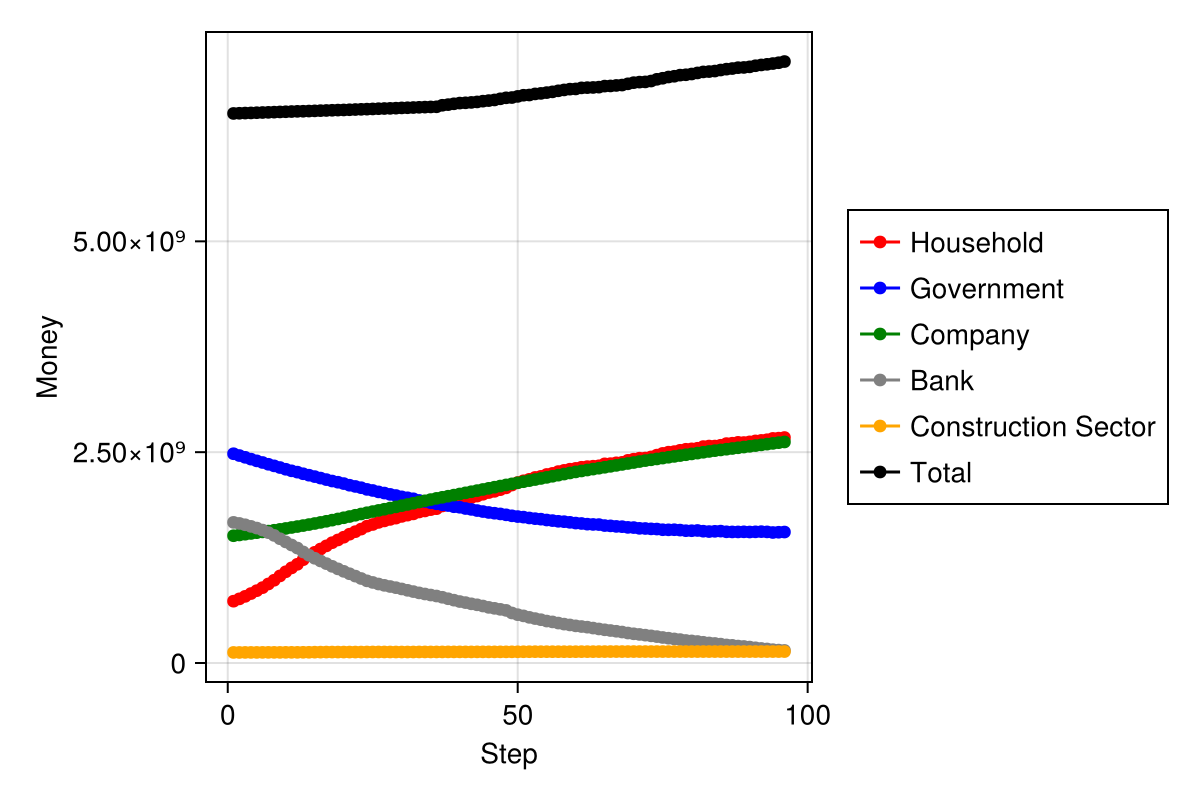 Money
5.00×10⁹
2.50×10⁹
0
0
50
100
Step
Household
Government
Company
Bank
Construction Sector
Total